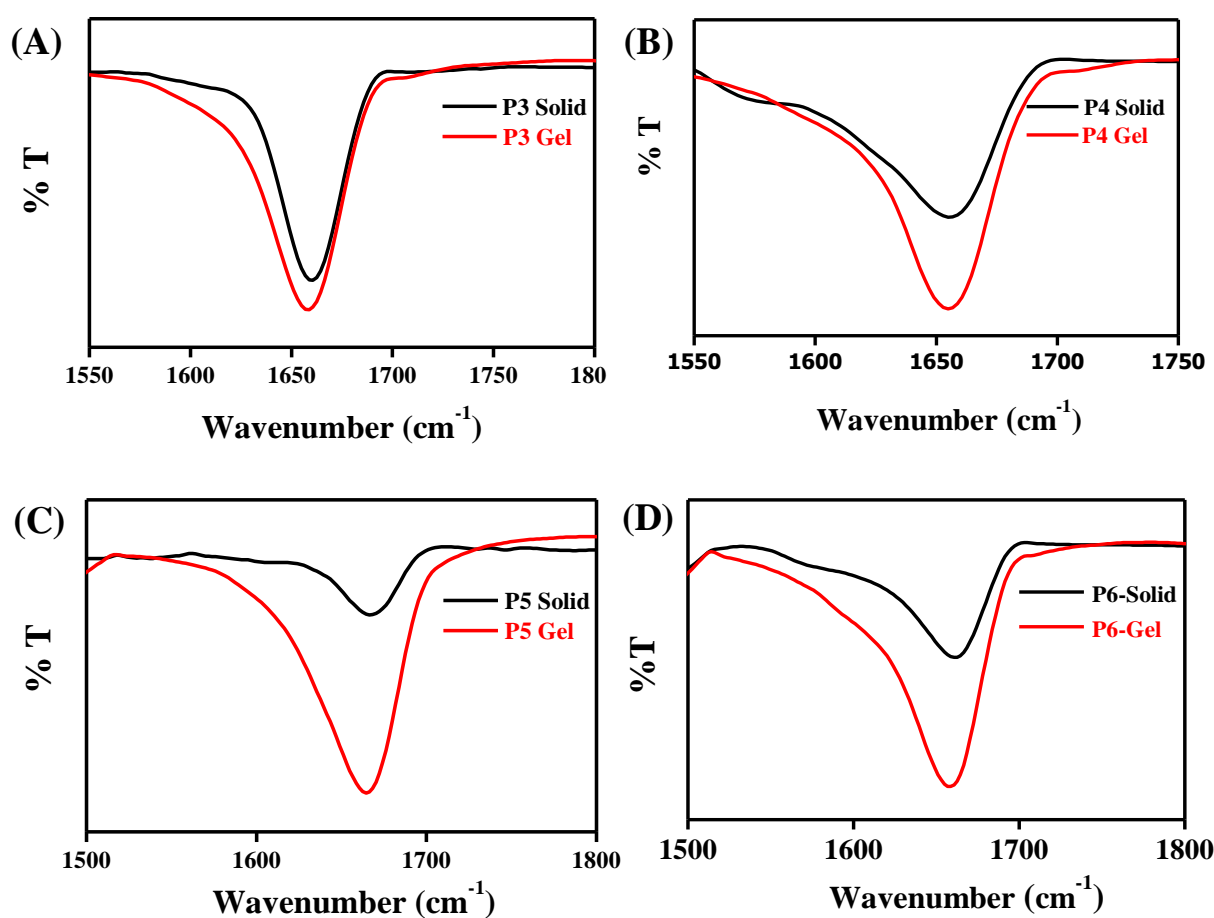 (A)
P3 Solid
P3 Gel
% T
1550 1600 1650 1700 1750 180
Wavenumber (cm-1)
(B)
P4 Solid
P4 Gel
% T
1550 1600 1650 1700 1750
Wavenumber (cm-1)
(C)
P5 Solid
P5 Gel
% T
1500 1600 1700 1800
Wavenumber (cm-1)
(D)
P6-Solid
P6-Gel
%T
1500 1600 1700 1800
Wavenumber (cm-1)